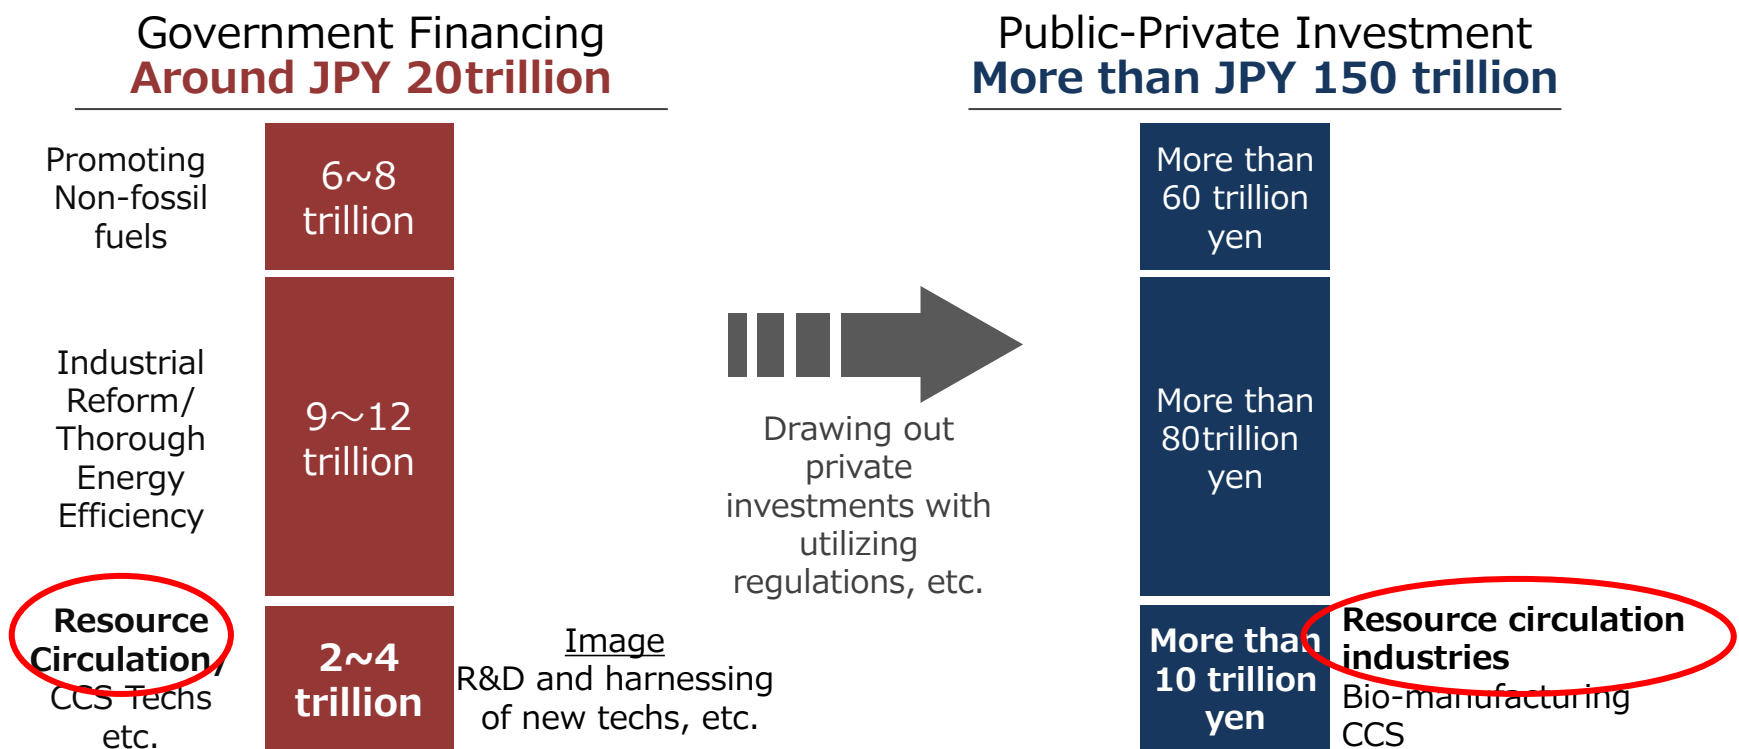 Government Financing
Around JPY 20trillion
Public-Private Investment
More than JPY 150 trillion
Promoting
Non-fossil
fuels
6~8
trillion
More than
60 trillion
yen
Industrial
Reform/
Thorough
Energy
Efficiency
9～12
trillion
Drawing out
private
investments with
utilizing
regulations, etc.
More than
80trillion
yen
Resource
Circulation/
CCS Techs
etc.
2~4
trillion
Image
R&D and harnessing
of new techs, etc.
More than
10 trillion
yen
Resource circulation
industries
Bio-manufacturing
CCS